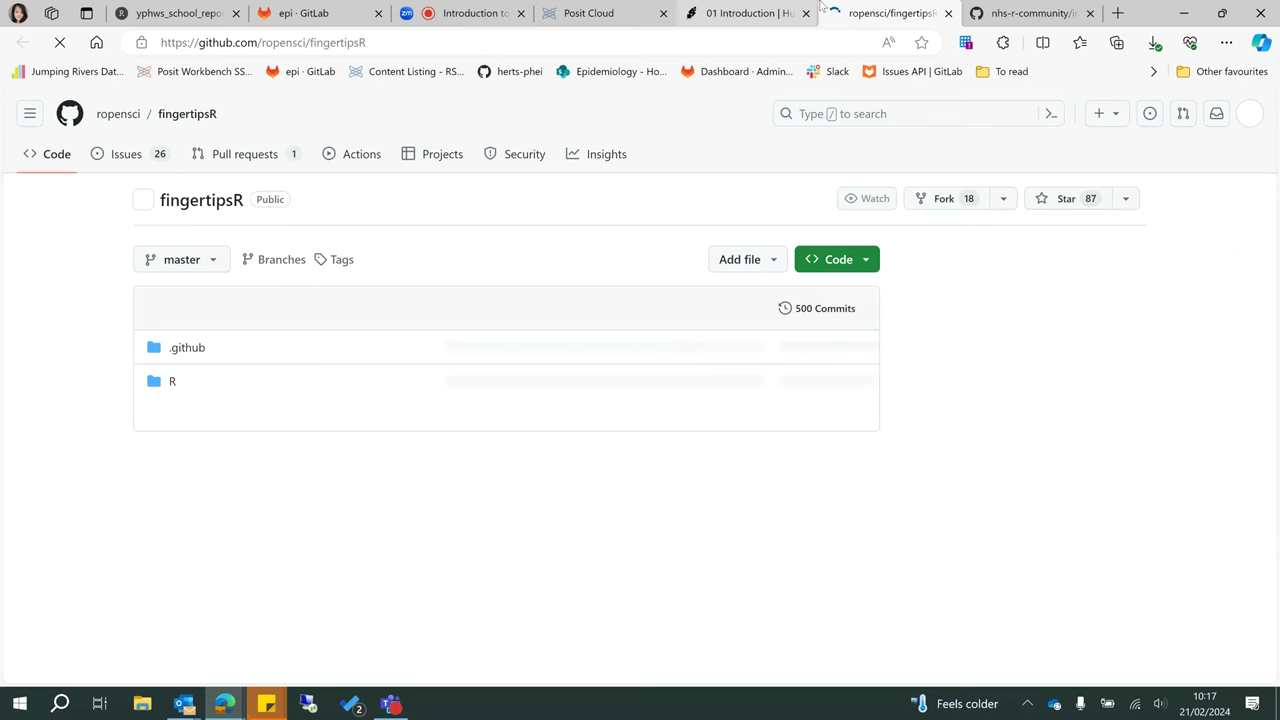 yphws_school_repo
epi · GitLab
zm
Introduction to
Posit Cloud
01 Introduction | Hu
ropensci/fingertipsR
nhs-r-community/i
https://github.com/ropensci/fingertipsR
Jumping Rivers Dat...
Posit Workbench SS...
epi · GitLab
Content Listing - RS...
herts-phei
Epidemiology - Ho...
Dashboard · Admin...
Slack
Issues API | GitLab
To read
Other favourites
ropensci / fingertipsR
Type / to search
Code
Issues 26
Pull requests 1
Actions
Projects
Security
Insights
fingertipsR Public
Watch
Fork 18
Star 87
master
Branches
Tags
Add file
Code
500 Commits
.github
R
2
Feels colder
10:17
21/02/2024